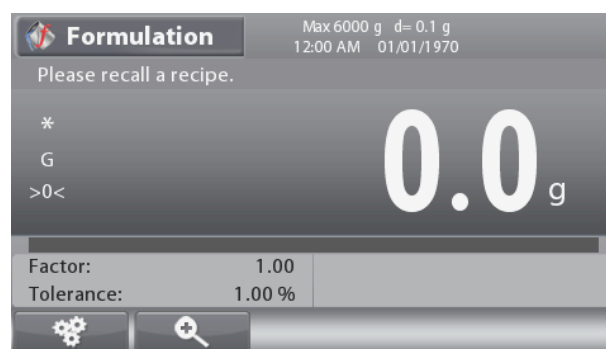 Formulation
Max 6000 g d= 0.1 g
12:00 AM 01/01/1970
Please recall a recipe.
*
G
>0<
0.0 g
Factor: 1.00
Tolerance: 1.00 %